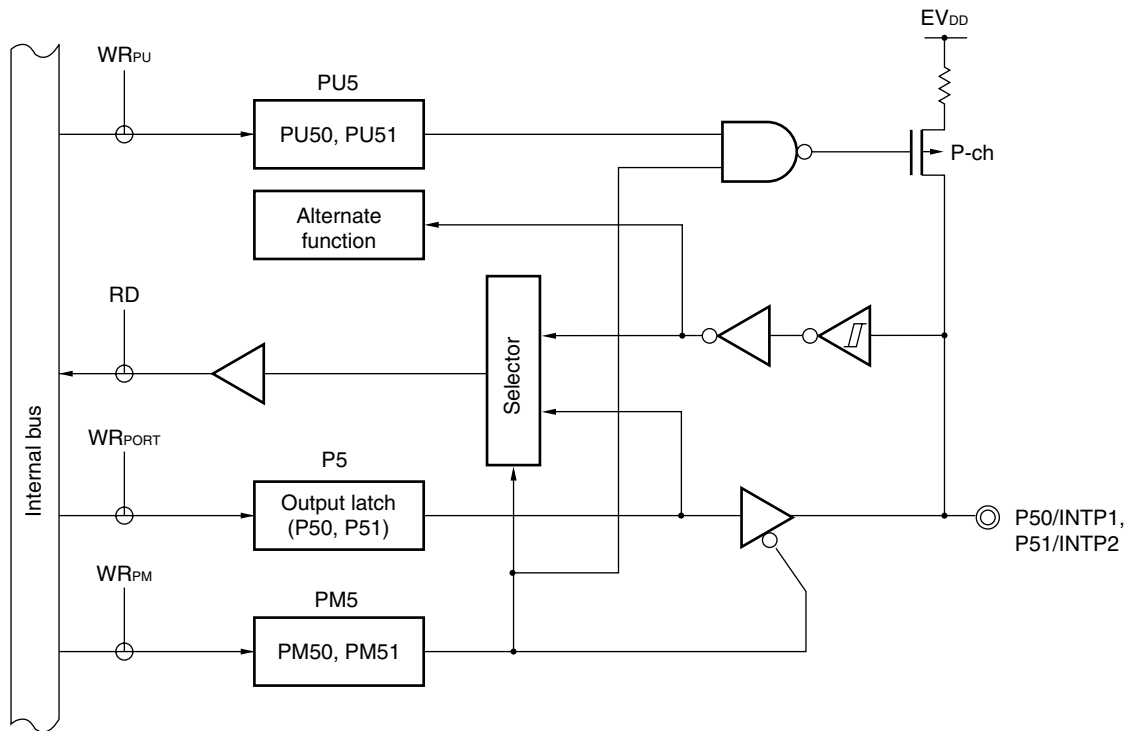 EVDD
WRPU
PU5
PU50, PU51
P-ch
Alternate
function
RD
Selector
Internal bus
WRPORT
P5
Output latch
(P50, P51)
P50/INTP1,
P51/INTP2
WRPM
PM5
PM50, PM51